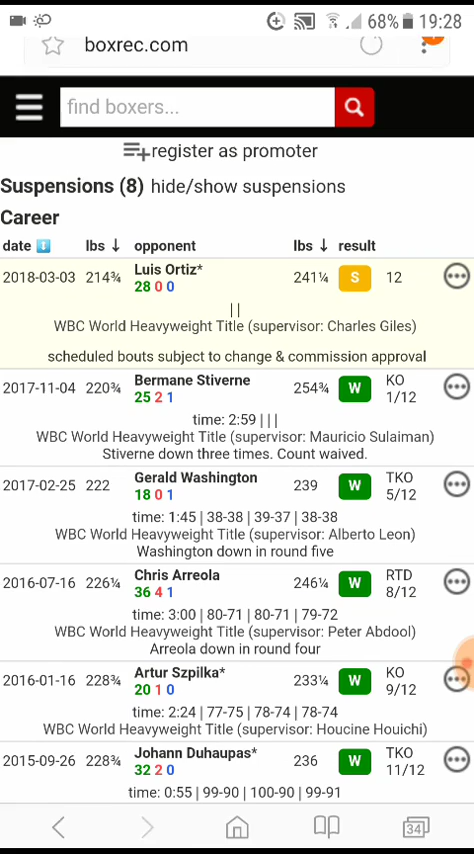 68% 19:28
boxrec.com
find boxers...
register as promoter
Suspensions (8) hide/show suspensions
Career
date lbs ↓ opponent lbs ↓ result
2018-03-03 214¾ Luis Ortiz* 241¼ S 12
28 0 0
| |
WBC World Heavyweight Title (supervisor: Charles Giles)
scheduled bouts subject to change & commission approval
2017-11-04 220¾ Bermane Stiverne 254¾ W KO 1/12
25 2 1
time: 2:59 | | |
WBC World Heavyweight Title (supervisor: Mauricio Sulaiman)
Stiverne down three times. Count waived.
2017-02-25 222 Gerald Washington 239 W TKO 5/12
18 0 1
time: 1:45 | 38-38 | 39-37 | 38-38
WBC World Heavyweight Title (supervisor: Alberto Leon)
Washington down in round five
2016-07-16 226¼ Chris Arreola 246¼ W RTD 8/12
36 4 1
time: 3:00 | 80-71 | 80-71 | 79-72
WBC World Heavyweight Title (supervisor: Peter Abdool)
Arreola down in round four
2016-01-16 228¾ Artur Szpilka* 233¼ W KO 9/12
20 1 0
time: 2:24 | 77-75 | 78-74 | 78-74
WBC World Heavyweight Title (supervisor: Houcine Houichi)
2015-09-26 228¾ Johann Duhaupas* 236 W TKO 11/12
32 2 0
time: 0:55 | 99-90 | 100-90 | 99-91
34